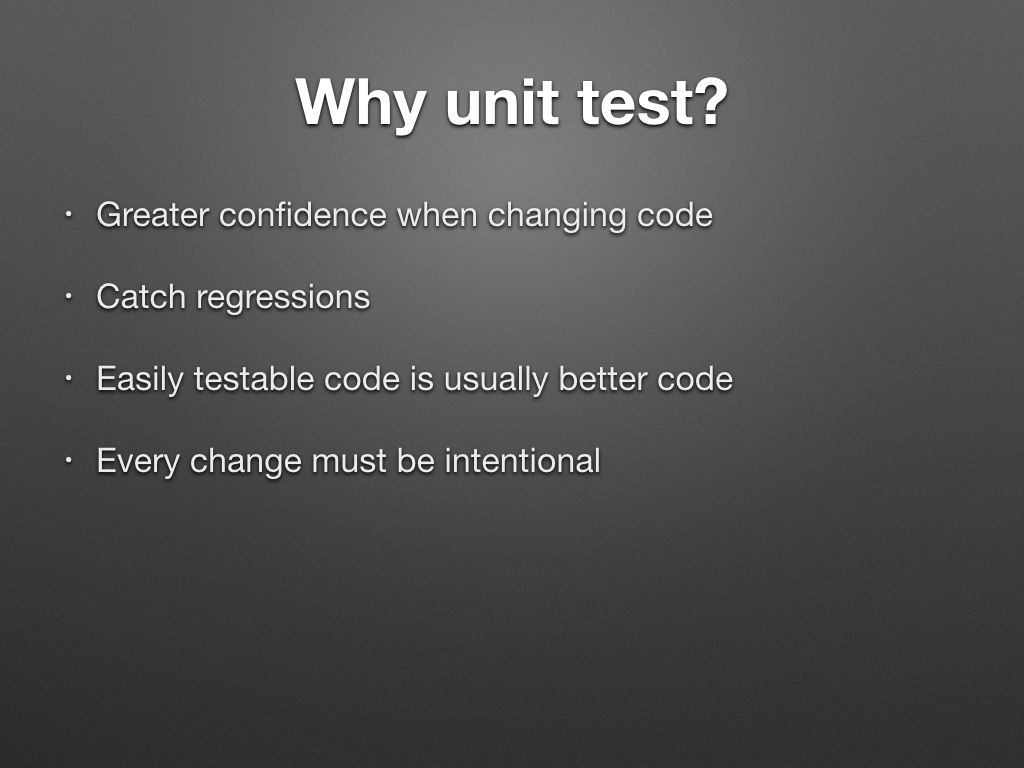 Why unit test?
• Greater confidence when changing code
• Catch regressions
• Easily testable code is usually better code
• Every change must be intentional